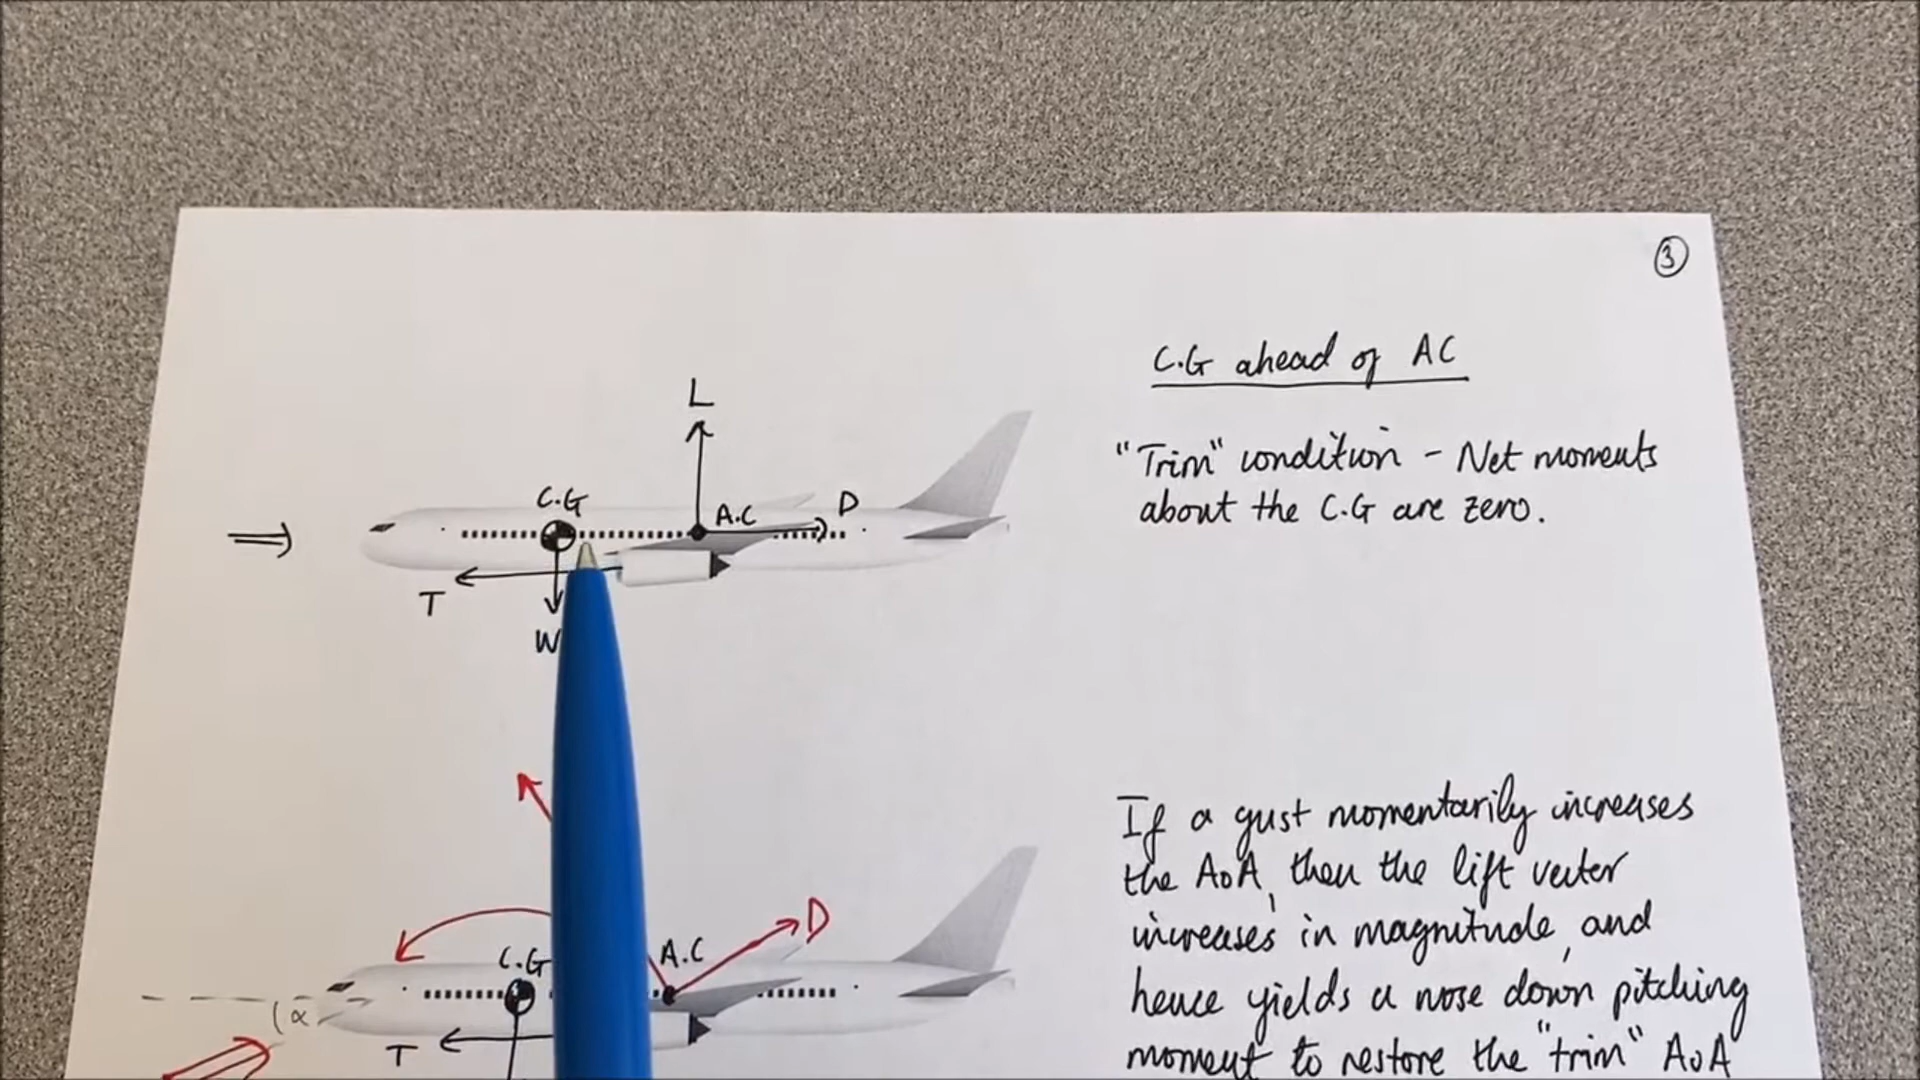 3
C.G ahead of AC
"Trim" condition - Net moments
about the C.G are zero.
L
C.G
A.C
D
T
W
If a gust momentarily increases
the AoA, then the lift vector
increases in magnitude, and
hence yields a nose down pitching
moment to restore the "trim" AoA
D
C.G
A.C
α
T